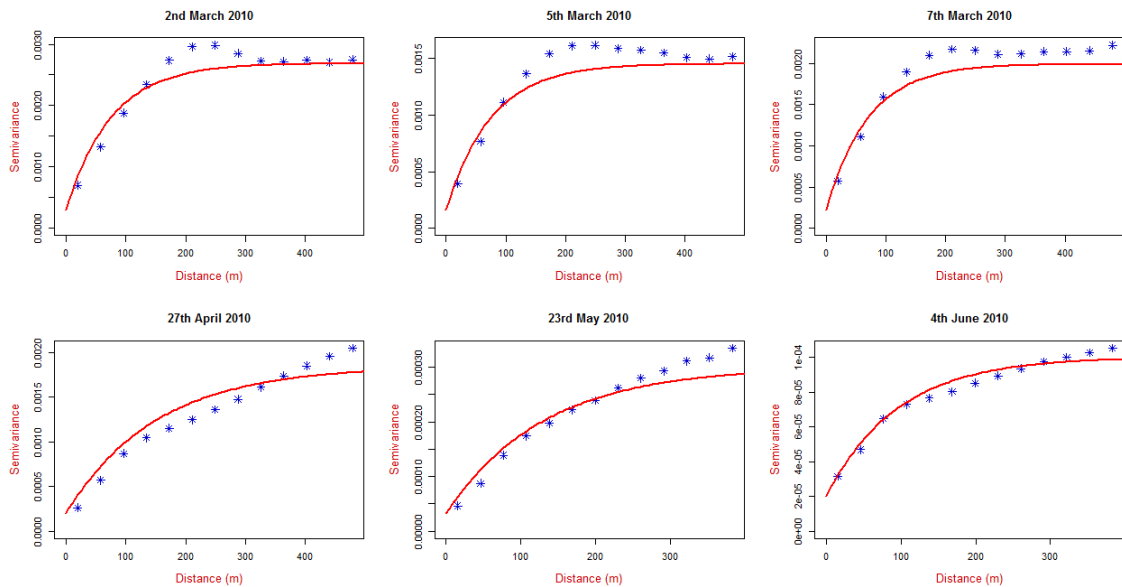 2nd March 2010
Semivariance
0.0000
0.0010
0.0020
0.0030
0 100 200 300 400
Distance (m)
5th March 2010
Semivariance
0.0000
0.0005
0.0010
0.0015
0 100 200 300 400
Distance (m)
7th March 2010
Semivariance
0.0000
0.0005
0.0010
0.0015
0.0020
0 100 200 300 400
Distance (m)
27th April 2010
Semivariance
0.0000
0.0005
0.0010
0.0015
0.0020
0 100 200 300 400
Distance (m)
23rd May 2010
Semivariance
0.00000
0.00010
0.00020
0.00030
0 100 200 300
Distance (m)
4th June 2010
Semivariance
0e+00
2e-05
4e-05
6e-05
8e-05
1e-04
0 100 200 300
Distance (m)